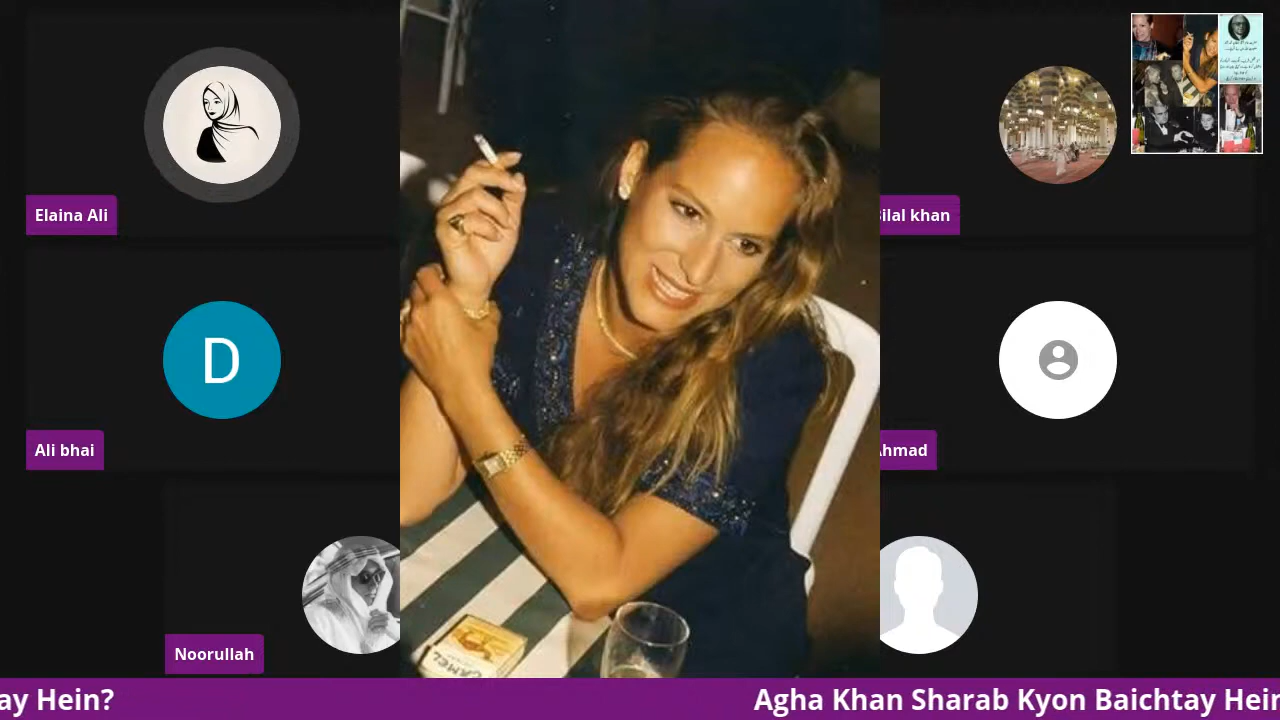 Elaina Ali
Bilal khan
D
Ali bhai
Ahmad
Noorullah
CAMEL
ay Hein?
Agha Khan Sharab Kyon Baichtay Hein